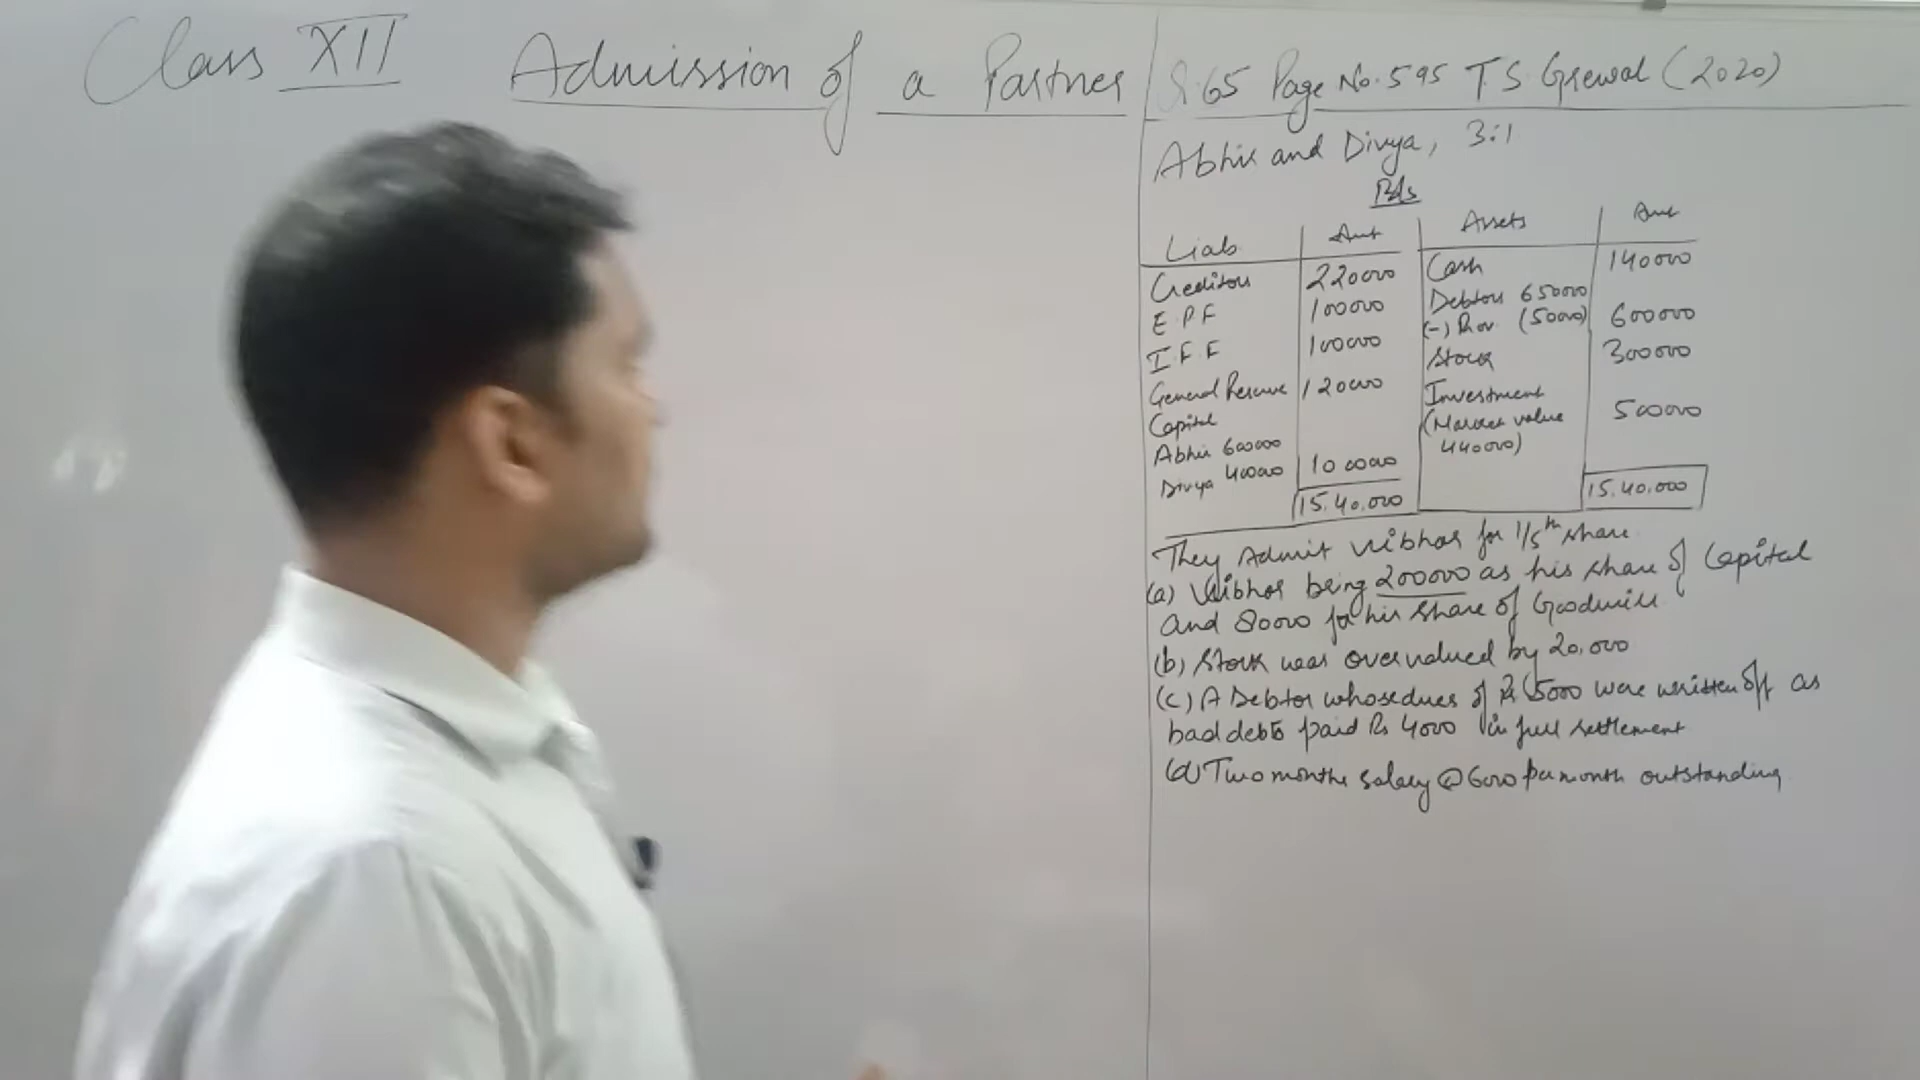 Class XII Admission of a Partner
Q.65 Page No. 595 T S Grewal (2020)
Abhir and Divya, 3:1
B/s
Liab. Amt Assets Amt
Creditors 220000 Cash 140000
E P F 100000 Debtors 650000
(-) Prov. (50000) 600000
I F F 100000 Stock 300000
General Reserve 120000 Investment
(Market value 440000) 500000
Capital
Abhir 600000
Divya 400000 1000000
15,40,000 15,40,000
They Admit Vibhor for 1/5th share.
(a) Vibhor being 200000 as his share of Capital
and 80000 for his share of Goodwill
(b) Stock was overvalued by 20,000
(c) A Debtor whose dues of Rs 5000 were written off as
bad debts paid Rs 4000 in full settlement
(d) Two months salary @ 6000 per month outstanding